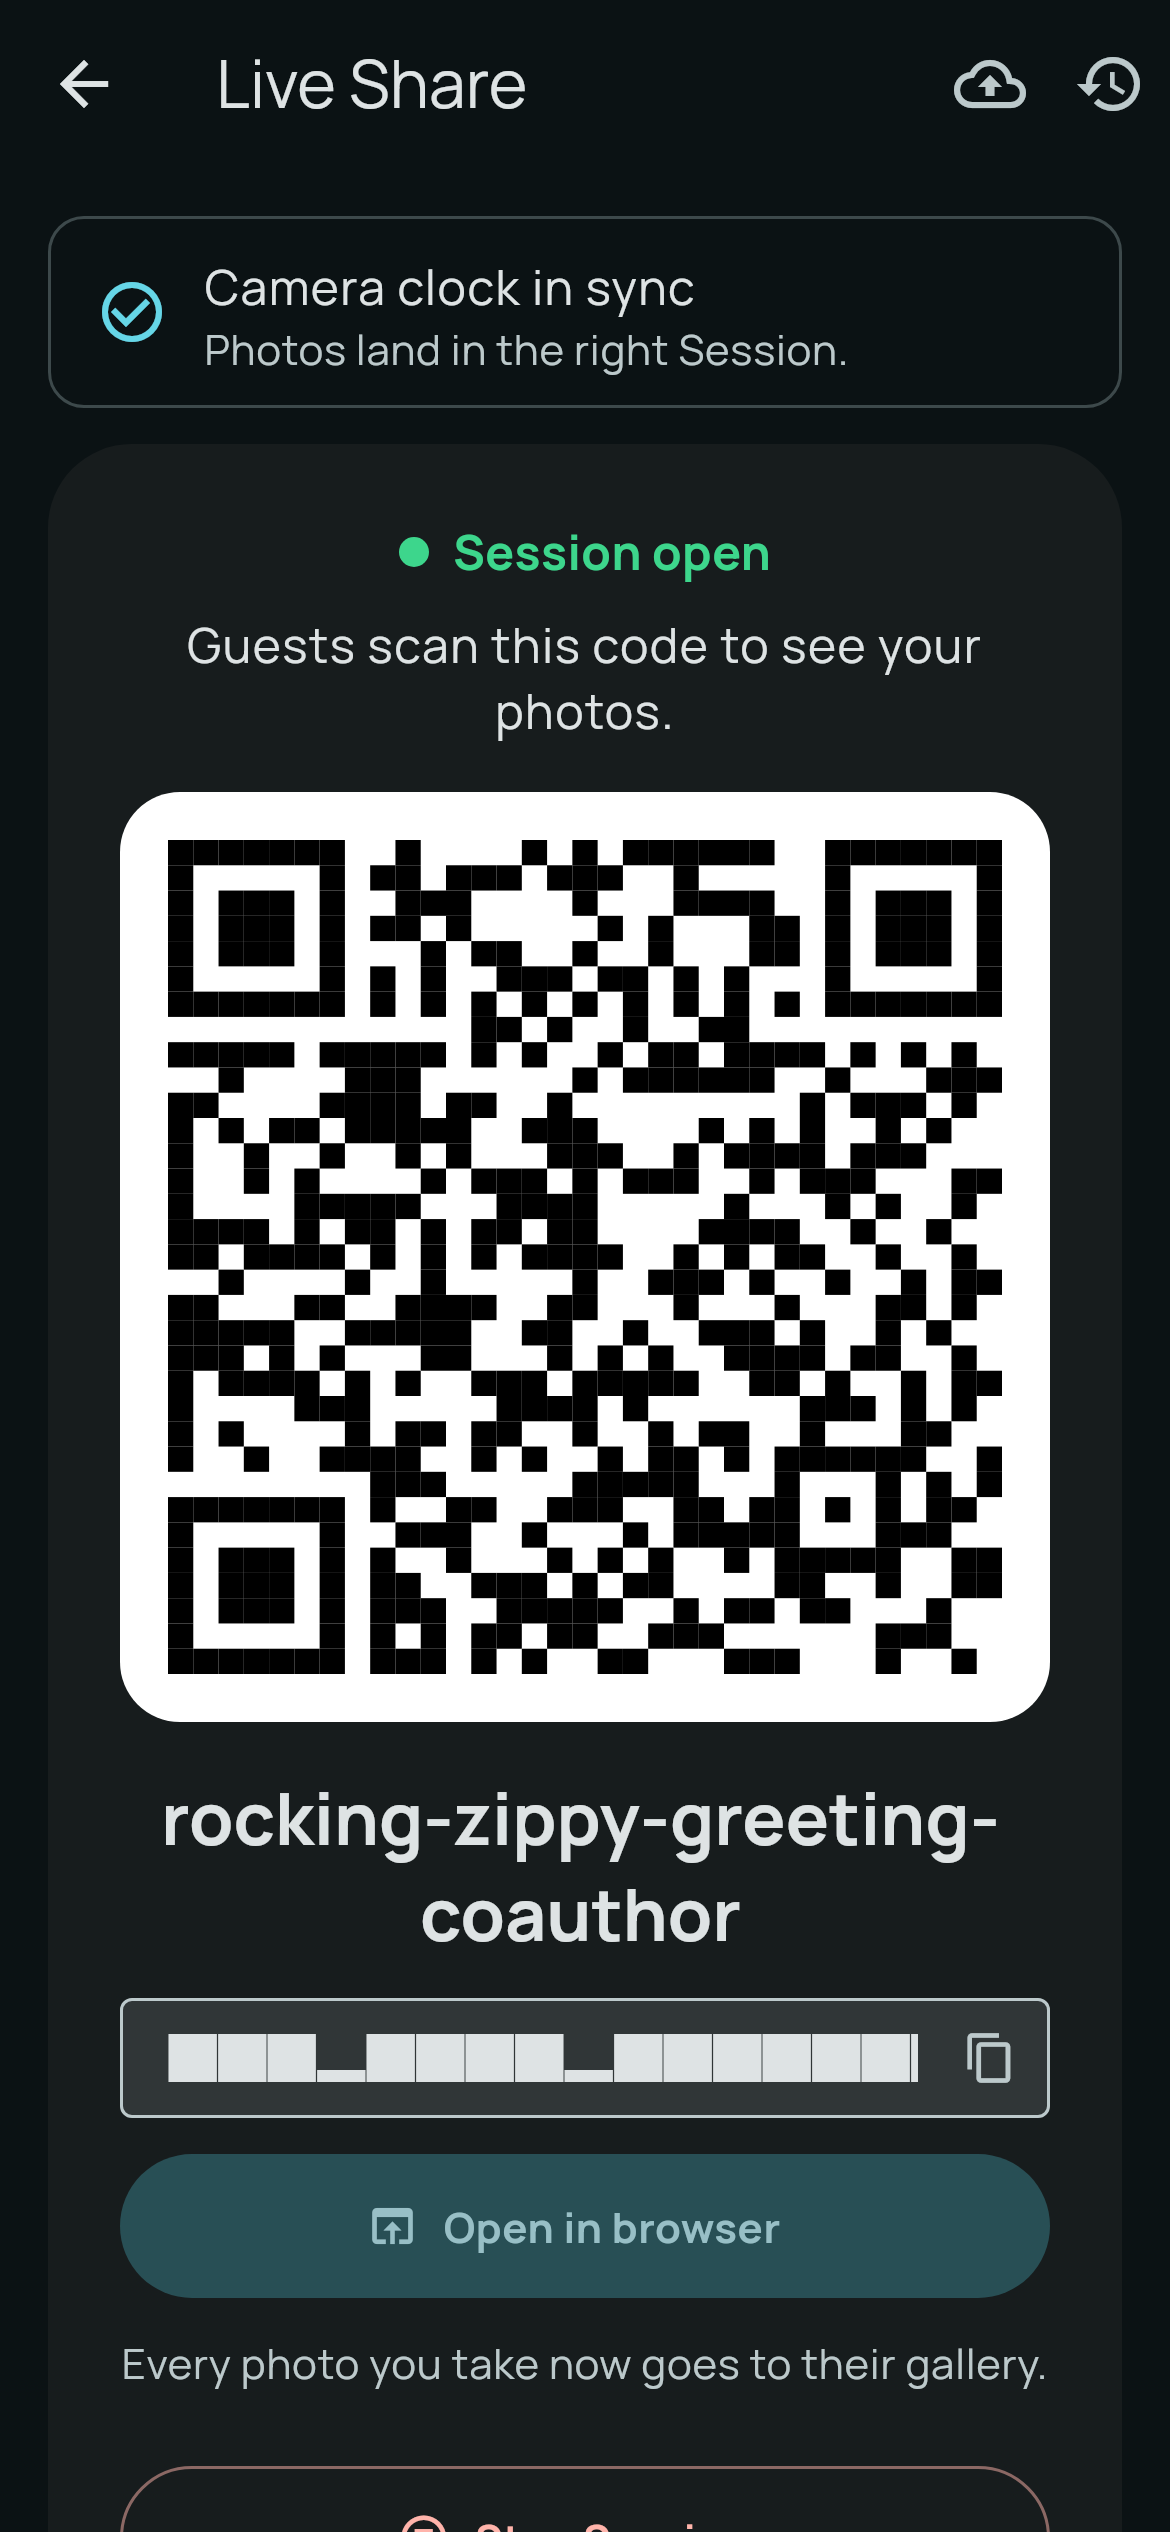 Live Share
Camera clock in sync
Photos land in the right Session.
Session open
Guests scan this code to see your
photos.
rocking-zippy-greeting-
coauthor
Open in browser
Every photo you take now goes to their gallery.